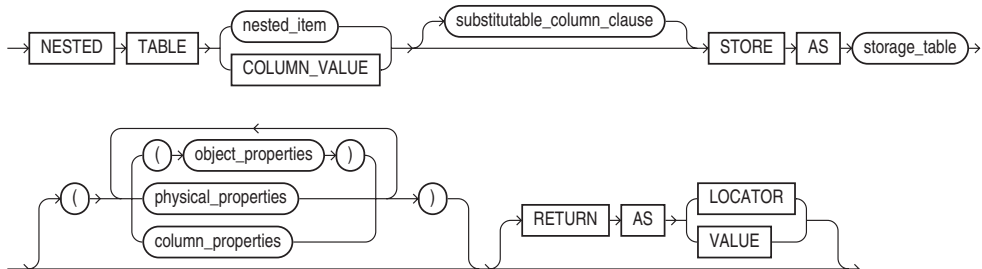 NESTED TABLE nested_item substitutable_column_clause STORE AS storage_table
COLUMN_VALUE
( ( object_properties ) ) RETURN AS LOCATOR
physical_properties
column_properties VALUE